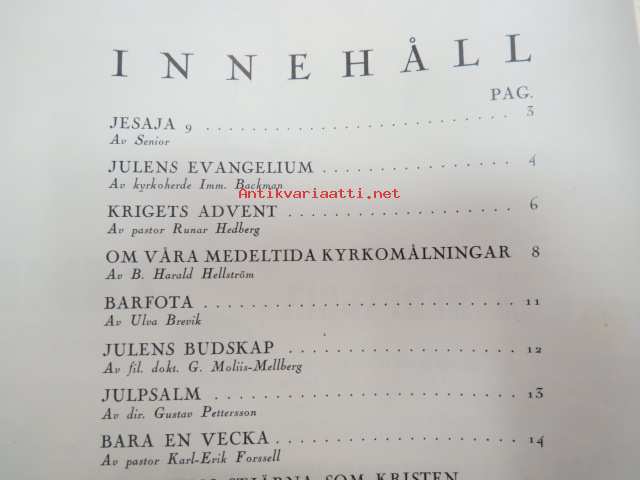 INNEHÅLL
PAG.
JESAJA 9 . . . . . . . . . . . . . . . . . . . . . . . . 3
Av Senior
JULENS EVANGELIUM . . . . . . . . . . . . . . . 4
Av kyrkoherde Imm. Backman
Antikvariaatti.net
KRIGETS ADVENT . . . . . . . . . . . . . . . . . . 6
Av pastor Runar Hedberg
OM VÅRA MEDELTIDA KYRKOMÅLNINGAR 8
Av B. Harald Hellström
BARFOTA . . . . . . . . . . . . . . . . . . . . . . . . 11
Av Ulva Brevik
JULENS BUDSKAP . . . . . . . . . . . . . . . . . . 12
Av fil. dokt. G. Moliis-Mellberg
JULPSALM . . . . . . . . . . . . . . . . . . . . . . . . 13
Av dir. Gustav Pettersson
BARA EN VECKA . . . . . . . . . . . . . . . . . . . 14
Av pastor Karl-Erik Forssell
STJÄRNA SOM KRISTEN